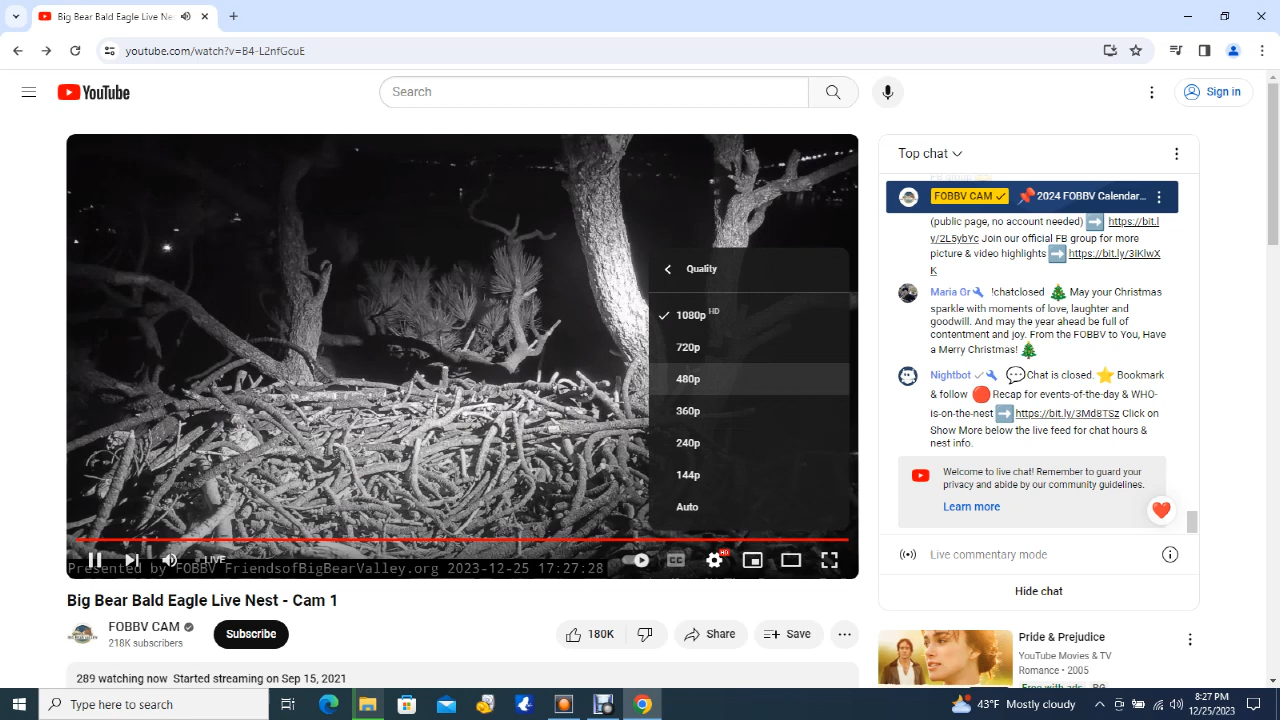 Big Bear Bald Eagle Live Ne
youtube.com/watch?v=B4-L2nfGcuE
YouTube
Search
Sign in
Quality
1080p HD
720p
480p
360p
240p
144p
Auto
LIVE
CC
HD
Presented by FOBBV FriendsofBigBearValley.org 2023-12-25 17:27:28
Big Bear Bald Eagle Live Nest - Cam 1
FOBBV CAM
218K subscribers
Subscribe
180K
Share
Save
289 watching now Started streaming on Sep 15, 2021
Top chat
FOBBV CAM 📌2024 FOBBV Calendar...
(public page, no account needed) ➡️ https://bit.l
y/2L5ybYc Join our official FB group for more
picture & video highlights ➡️ https://bit.ly/3iKlwX
K
Maria Gr !chatclosed 🎄 May your Christmas
sparkle with moments of love, laughter and
goodwill. And may the year ahead be full of
contentment and joy. From the FOBBV to You, Have
a Merry Christmas! 🎄
Nightbot 💬Chat is closed.⭐ Bookmark
& follow 🔴 Recap for events-of-the-day & WHO-
is-on-the-nest ➡️https://bit.ly/3Md8TSz Click on
Show More below the live feed for chat hours &
nest info.
Welcome to live chat! Remember to guard your
privacy and abide by our community guidelines.
Learn more
Live commentary mode
Hide chat
Pride & Prejudice
YouTube Movies & TV
Romance • 2005
Free with ads PG
Type here to search
43°F Mostly cloudy
8:27 PM
12/25/2023